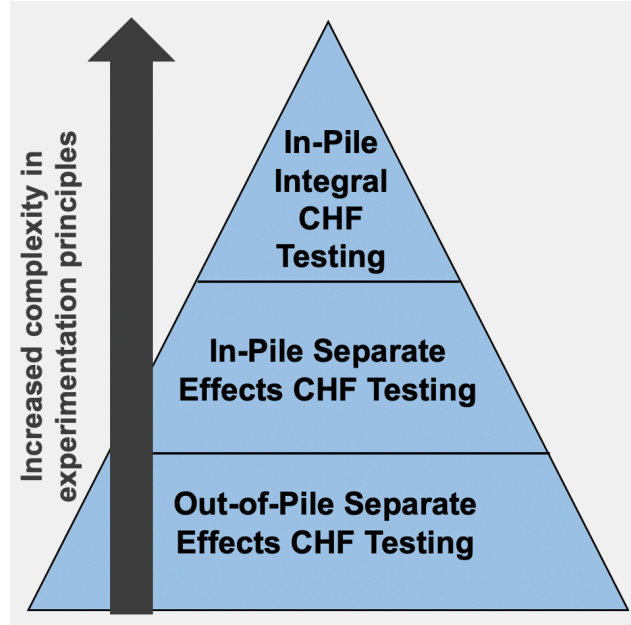 Increased complexity in
experimentation principles
In-Pile
Integral
CHF
Testing
In-Pile Separate
Effects CHF Testing
Out-of-Pile Separate
Effects CHF Testing